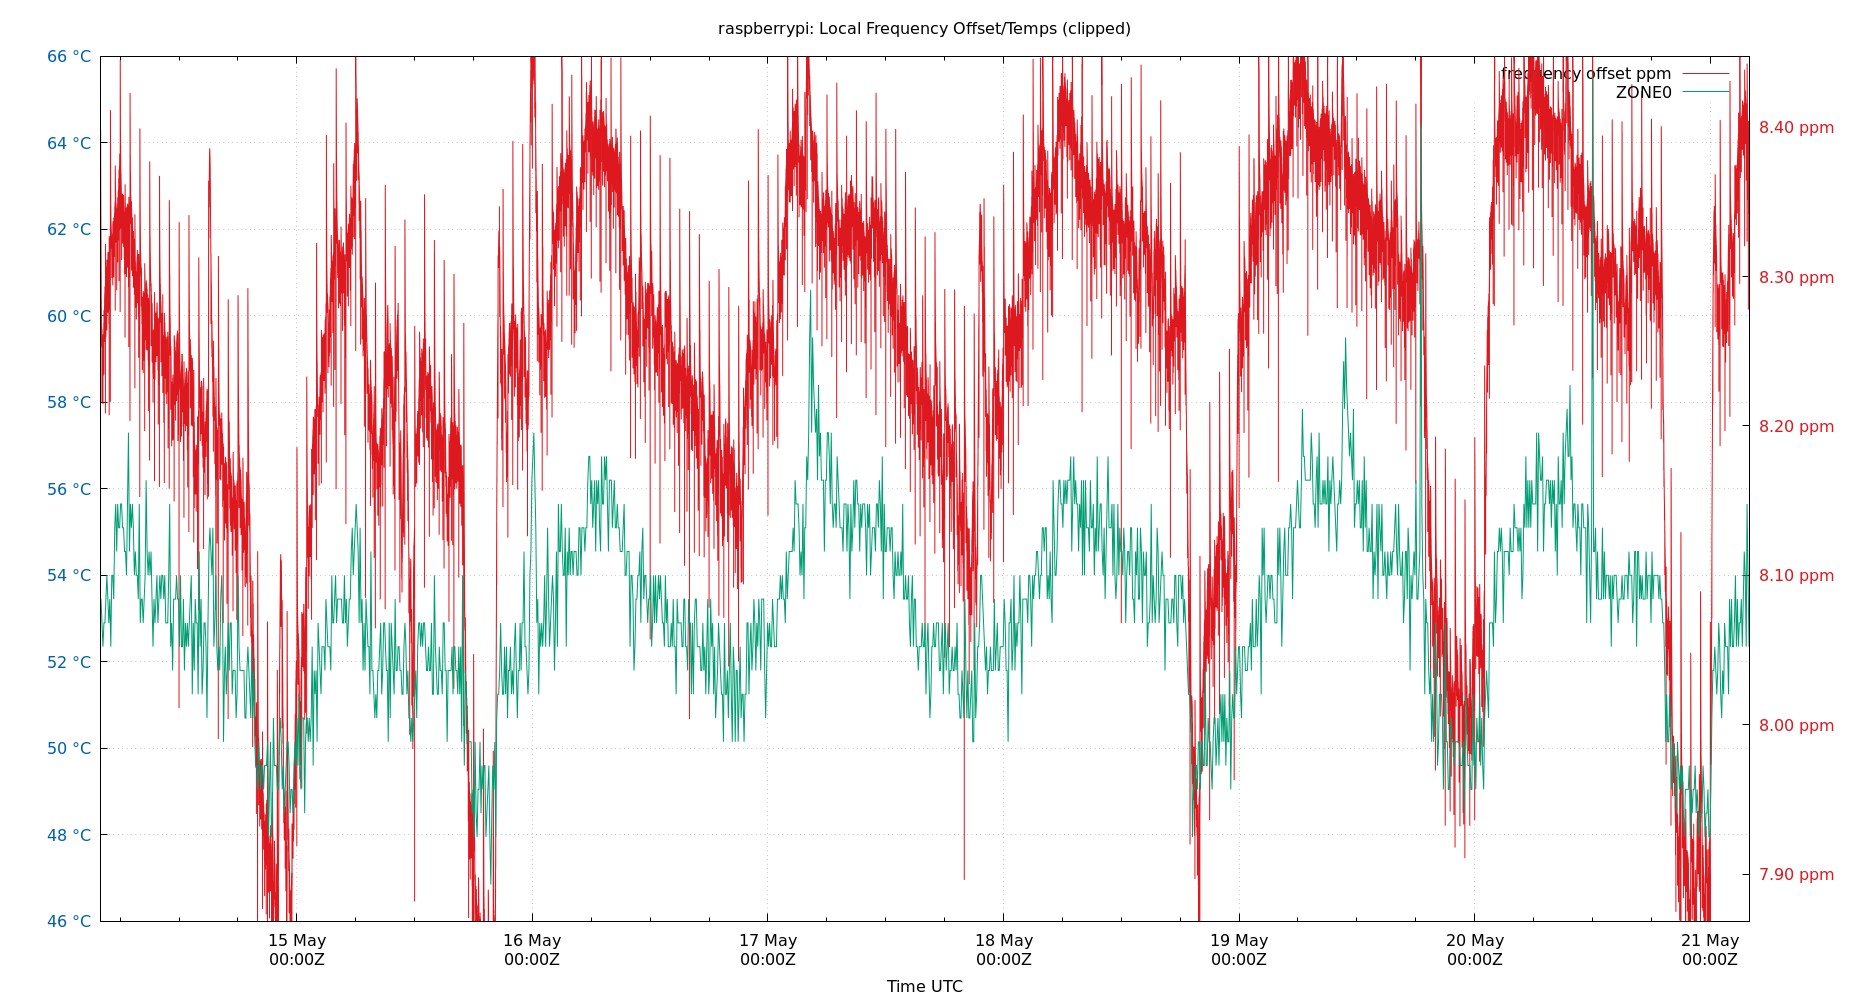 raspberrypi: Local Frequency Offset/Temps (clipped)
66 °C
64 °C
62 °C
60 °C
58 °C
56 °C
54 °C
52 °C
50 °C
48 °C
46 °C
frequency offset ppm
ZONE0
8.40 ppm
8.30 ppm
8.20 ppm
8.10 ppm
8.00 ppm
7.90 ppm
15 May
00:00Z
16 May
00:00Z
17 May
00:00Z
18 May
00:00Z
19 May
00:00Z
20 May
00:00Z
21 May
00:00Z
Time UTC